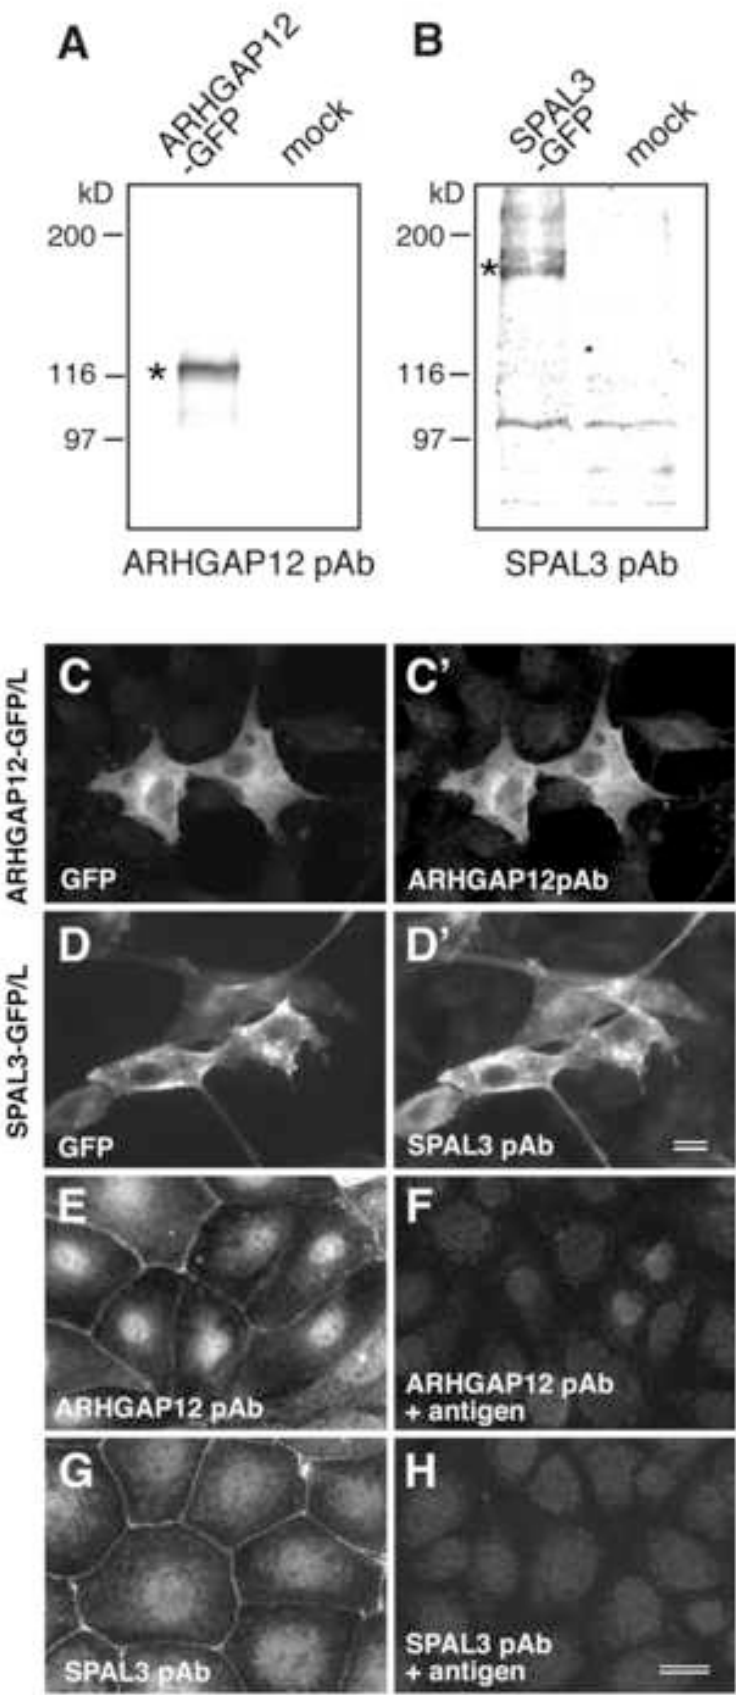 A
ARHGAP12
-GFP
mock
kD
200
*
116
97
ARHGAP12 pAb
B
SPAL3
-GFP
mock
kD
200
*
116
97
SPAL3 pAb
ARHGAP12-GFP/L
C
GFP
C'
ARHGAP12pAb
SPAL3-GFP/L
D
GFP
D'
SPAL3 pAb
E
ARHGAP12 pAb
F
ARHGAP12 pAb
+ antigen
G
SPAL3 pAb
H
SPAL3 pAb
+ antigen